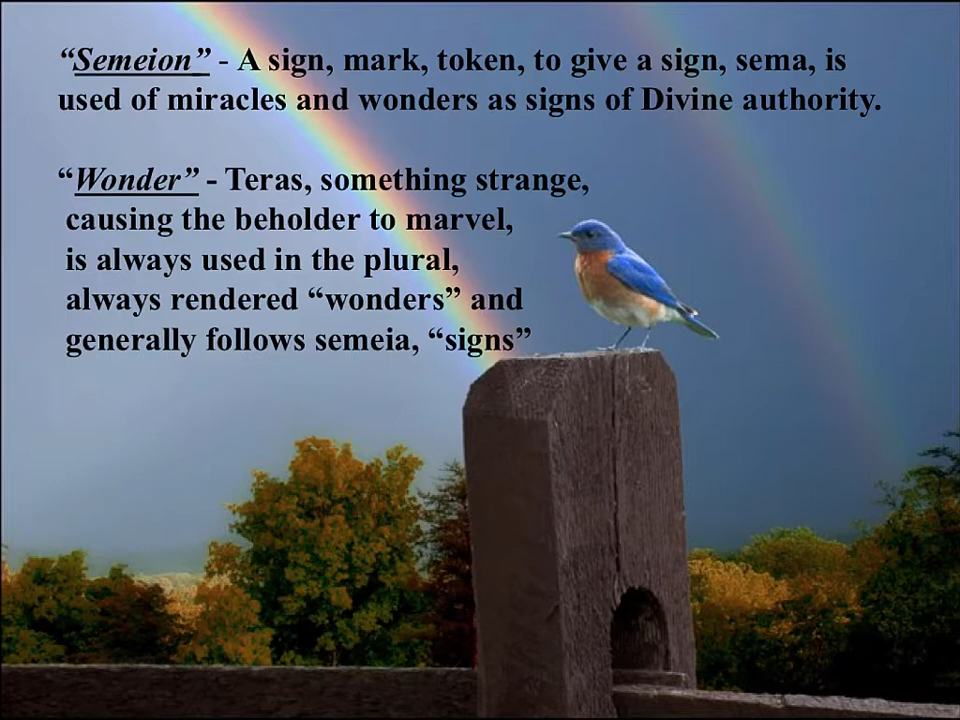 “Semeion” - A sign, mark, token, to give a sign, sema, is
used of miracles and wonders as signs of Divine authority.
“Wonder” - Teras, something strange,
causing the beholder to marvel,
is always used in the plural,
always rendered “wonders” and
generally follows semeia, “signs”